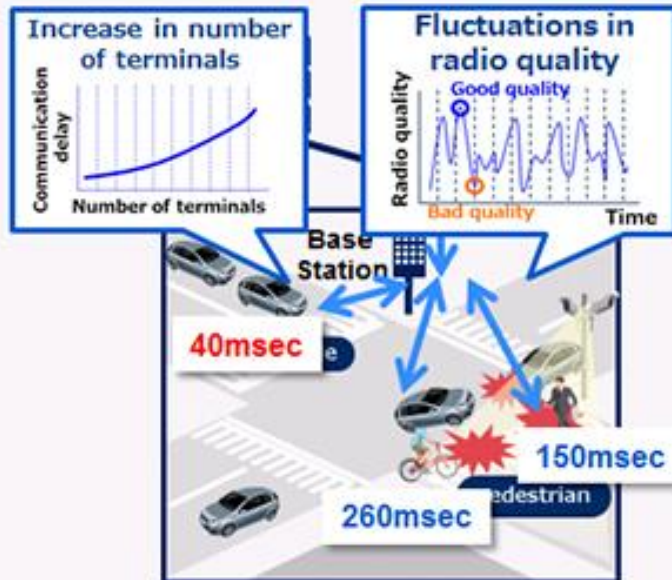 Increase in number
of terminals
Communication
delay
Number of terminals
Fluctuations in
radio quality
Good quality
Radio quality
Bad quality
Time
Base
Station
40msec
e
150msec
edestrian
260msec